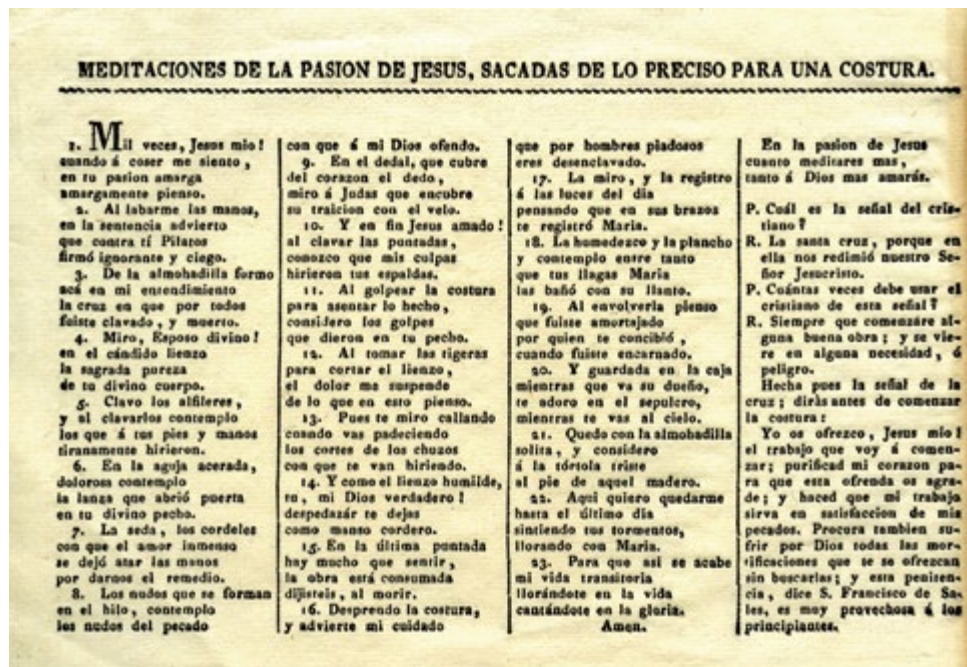 MEDITACIONES DE LA PASION DE JESUS, SACADAS DE LO PRECISO PARA UNA COSTURA.
1. Mil veces, Jesus mio!
cuando á coser me siento,
en tu pasion amarga
amargamente pienso.
2. Al labarme las manos,
en la sentencia advierto
que contra tí Pilatos
firmó ignorante y ciego.
3. De la almohadilla formo
acá en mi entendimiento
la cruz en que por todos
fuiste clavado, y muerto.
4. Miro, Esposo divino!
en el cándido lienzo
la sagrada pureza
de tu divino cuerpo.
5. Clavo los alfileres,
y al clavarlos contemplo
los que á tus pies y manos
tiranamente hirieron.
6. En la aguja acerada,
dolorosa contemplo
la lanza que abrió puerta
en tu divino pecho.
7. La seda, los cordeles
con que el amor inmenso
se dejó atar las manos
por darnos el remedio.
8. Los nudos que se forman
en el hilo, contemplo
los nudos del pecado
con que á mi Dios ofendo.
9. En el dedal, que cubre
del corazon el dedo,
miro á Judas que encubre
su traicion con el velo.
10. Y en fin Jesus amado!
al clavar las puntadas,
conozco que mis culpas
hirieron tus espaldas.
11. Al golpear la costura
para asentar lo hecho,
considero los golpes
que dieron en tu pecho.
12. Al tomar las tigeras
para cortar el lienzo,
el dolor me suspende
de lo que en esto pienso.
13. Pues te miro callando
cuando vas padeciendo
los cortes de los chuzos
con que te van hiriendo.
14. Y como el lienzo humilde,
tu, mi Dios verdadero!
despedazár te dejas
como manso cordero.
15. En la última puntada
hay mucho que sentir,
la obra está consumada
dijisteis, al morir.
16. Desprendo la costura,
y advierte mi cuidado
que por hombres piadosos
eres desenclavado.
17. La miro, y la registro
á las luces del dia
pensando que en sus brazos
te registró Maria.
18. La humedezco y la plancho
y contemplo entre tanto
que tus llagas Maria
las bañó con su llanto.
19. Al envolverla pienso
que fuiste amortajado
por quien te concibió,
cuando fuiste encarnado.
20. Y guardada en la caja
mientras que va su dueño,
te adoro en el sepulcro,
mientras te vas al cielo.
21. Quedo con la almohadilla
solita, y considero
á la tórtola triste
al pie de aquel madero.
22. Aqui quiero quedarme
hasta el último dia
sintiendo tus tormentos,
llorando con Maria.
23. Para que asi se acabe
mi vida transitoria
llorándote en la vida
cantándote en la gloria.
Amen.
En la pasion de Jesus
cuanto meditares mas,
tanto á Dios mas amarás.
P. Cuál es la señal del cris-
tiano?
R. La santa cruz, porque en
ella nos redimió nuestro Se-
ñor Jesucristo.
P. Cuántas veces debe usar el
cristiano de esta señal?
R. Siempre que comenzáre al-
guna buena obra; y se vie-
re en alguna necesidad, ó
peligro.
Hecha pues la señal de la
cruz; dirás antes de comenzar
la costura:
Yo os ofrezco, Jesus mio!
el trabajo que voy á comen-
zar; purificad mi corazon pa-
ra que esta ofrenda os agra-
de; y haced que mi trabajo
sirva en satisfaccion de mis
pecados. Procura tambien su-
frir por Dios todas las mor-
tificaciones que te se ofrezcan
sin buscarlas; y esta peniten-
cia, dice S. Francisco de Sa-
les, es muy provechosa á los
principiantes.